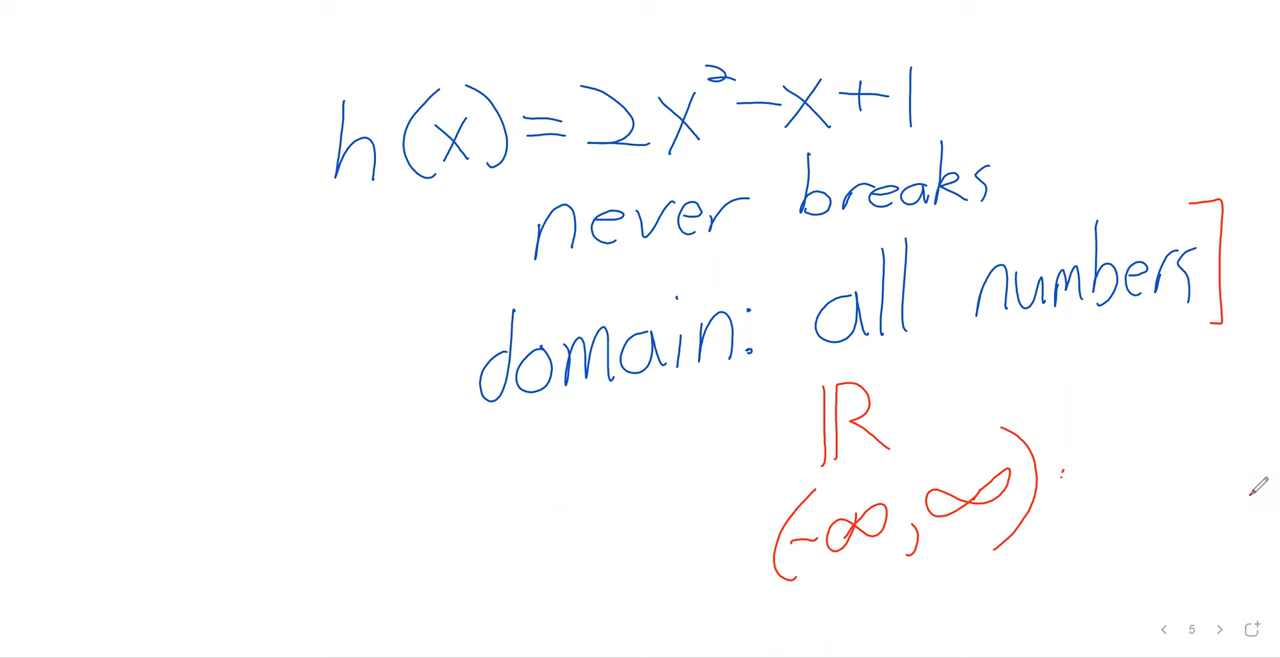 h(x)=2x²-x+1
never breaks
domain: all numbers]
ℝ
(-∞,∞)
5